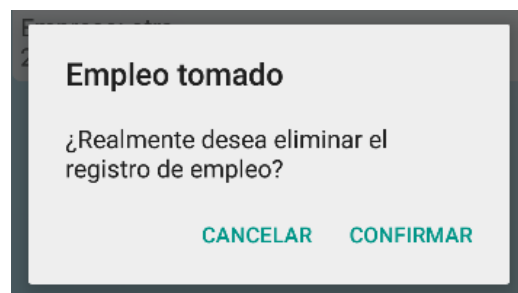 Empleo tomado
¿Realmente desea eliminar el
registro de empleo?
CANCELAR CONFIRMAR